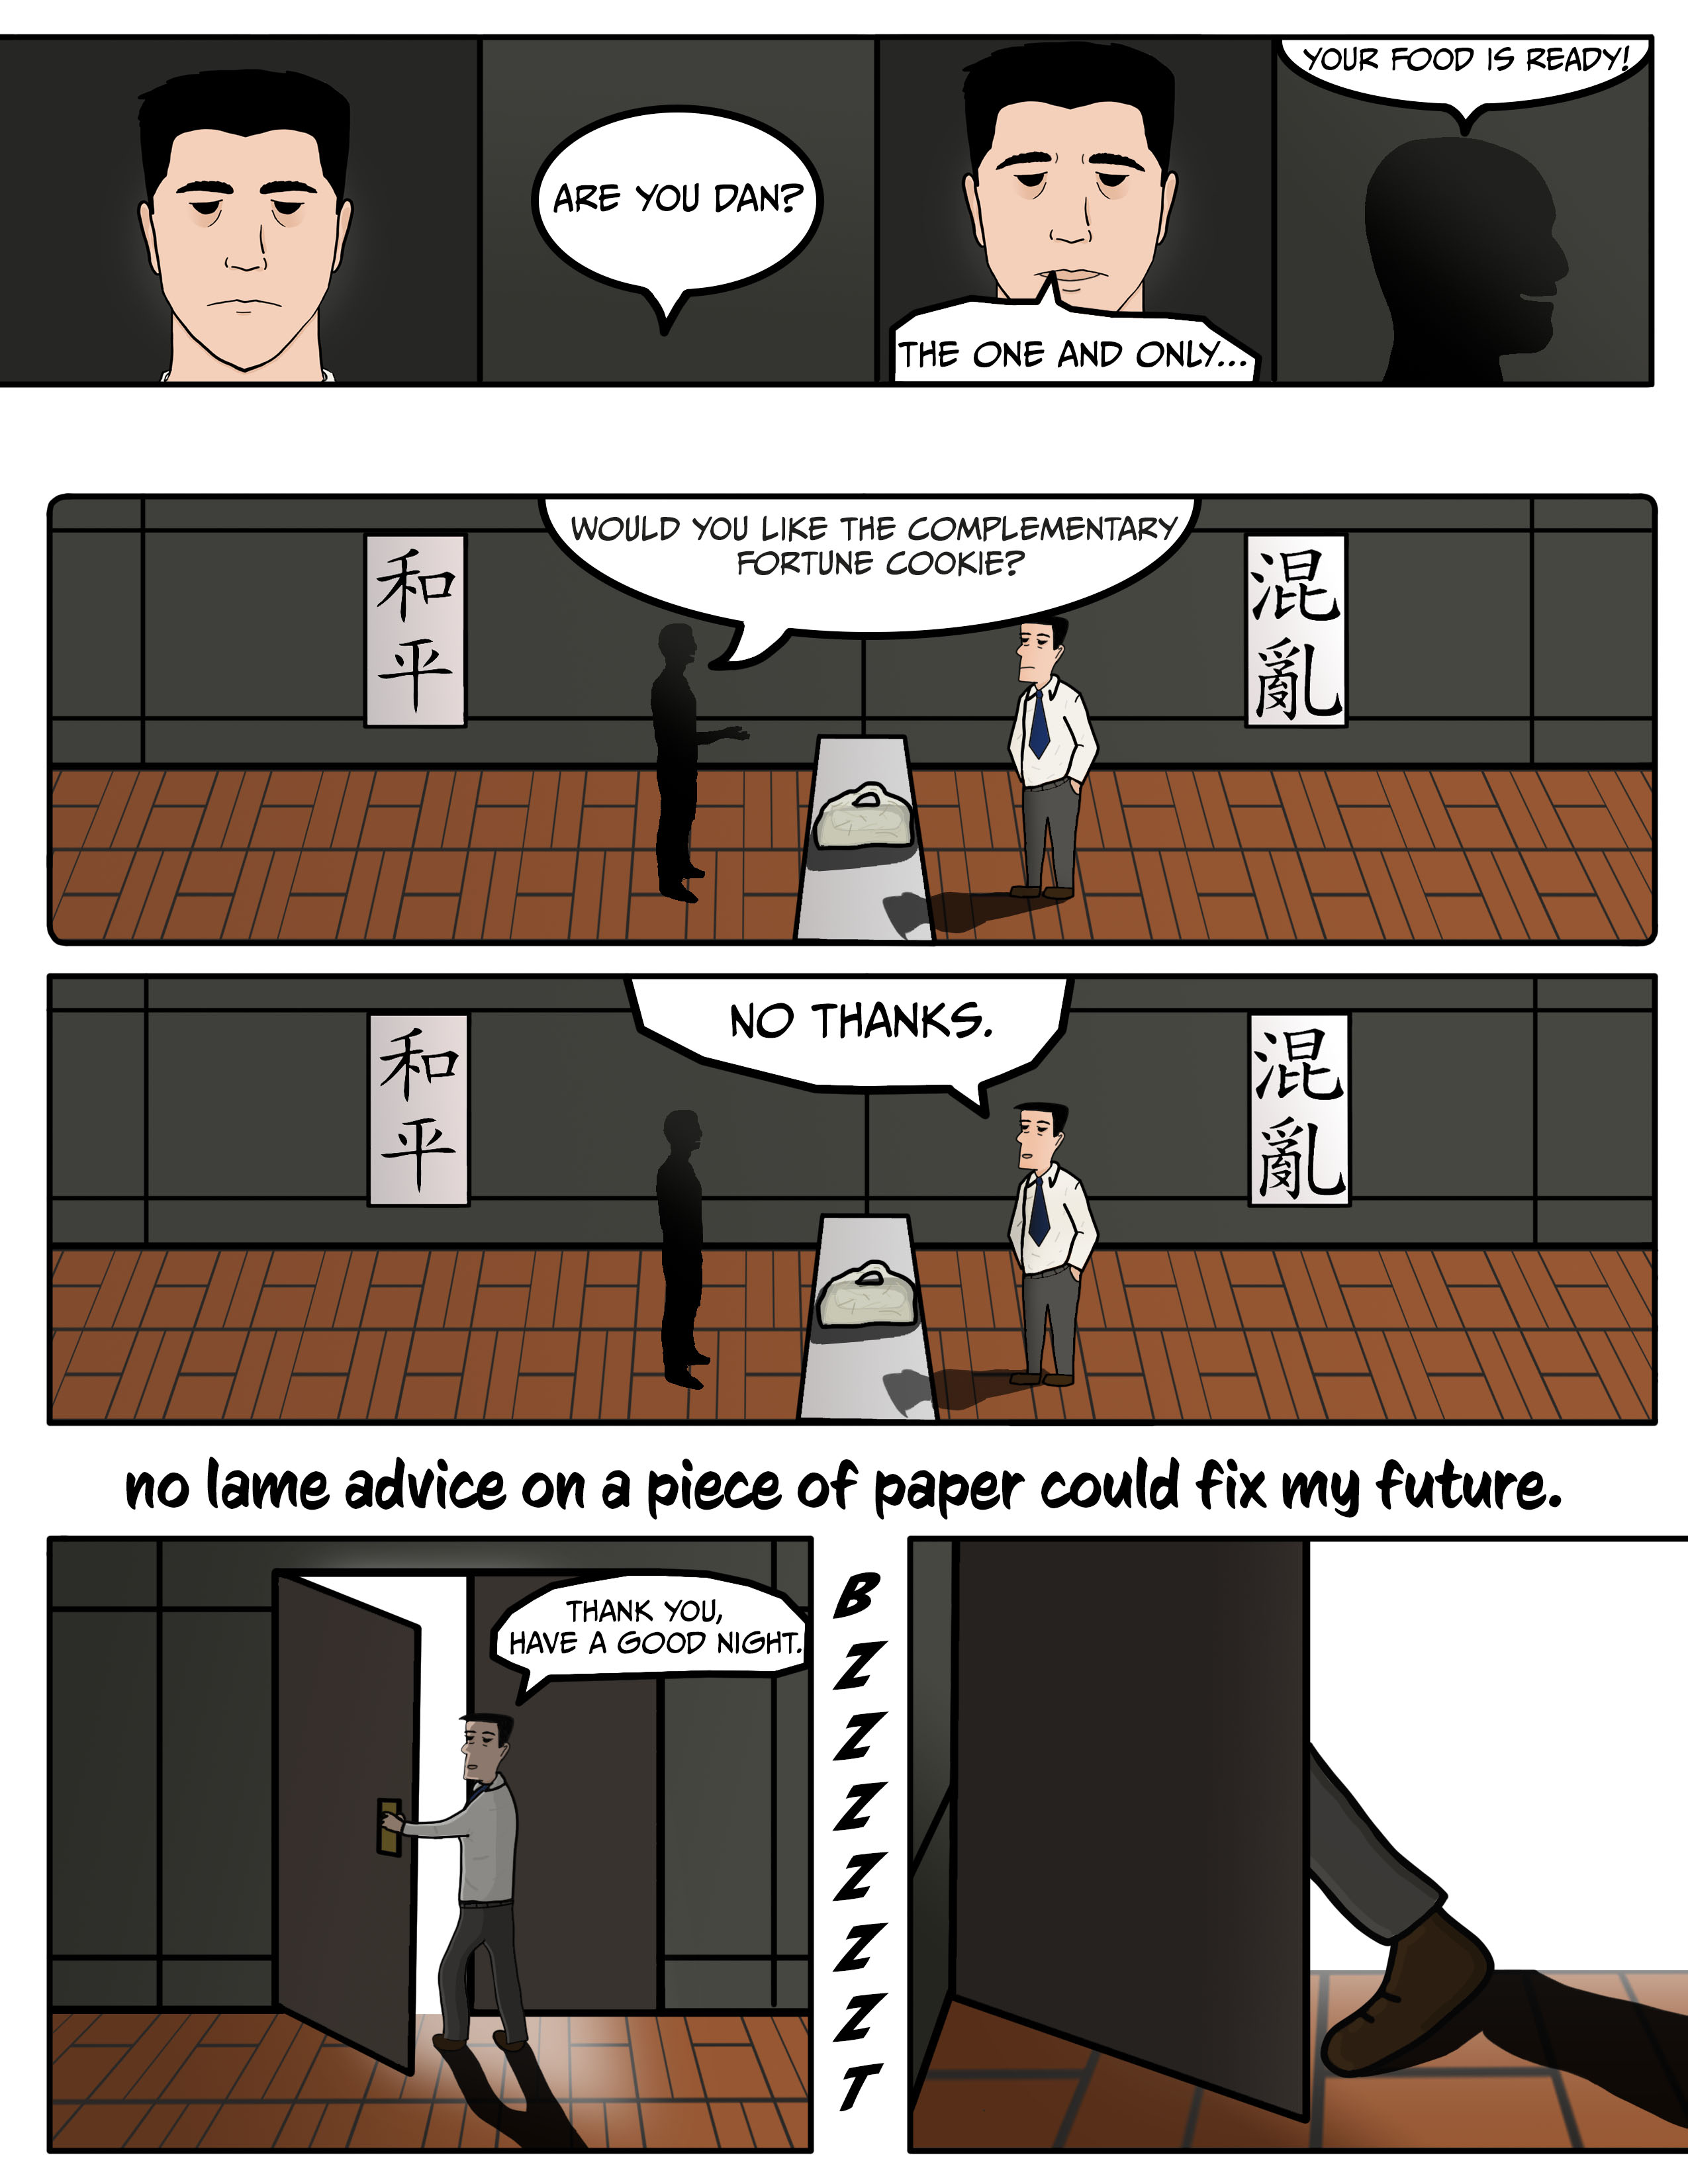 ARE YOU DAN?
THE ONE AND ONLY...
YOUR FOOD IS READY!
WOULD YOU LIKE THE COMPLEMENTARY
FORTUNE COOKIE?
和平
混亂
NO THANKS.
和平
混亂
no lame advice on a piece of paper could fix my future.
THANK YOU,
HAVE A GOOD NIGHT.
BZZZZZZT